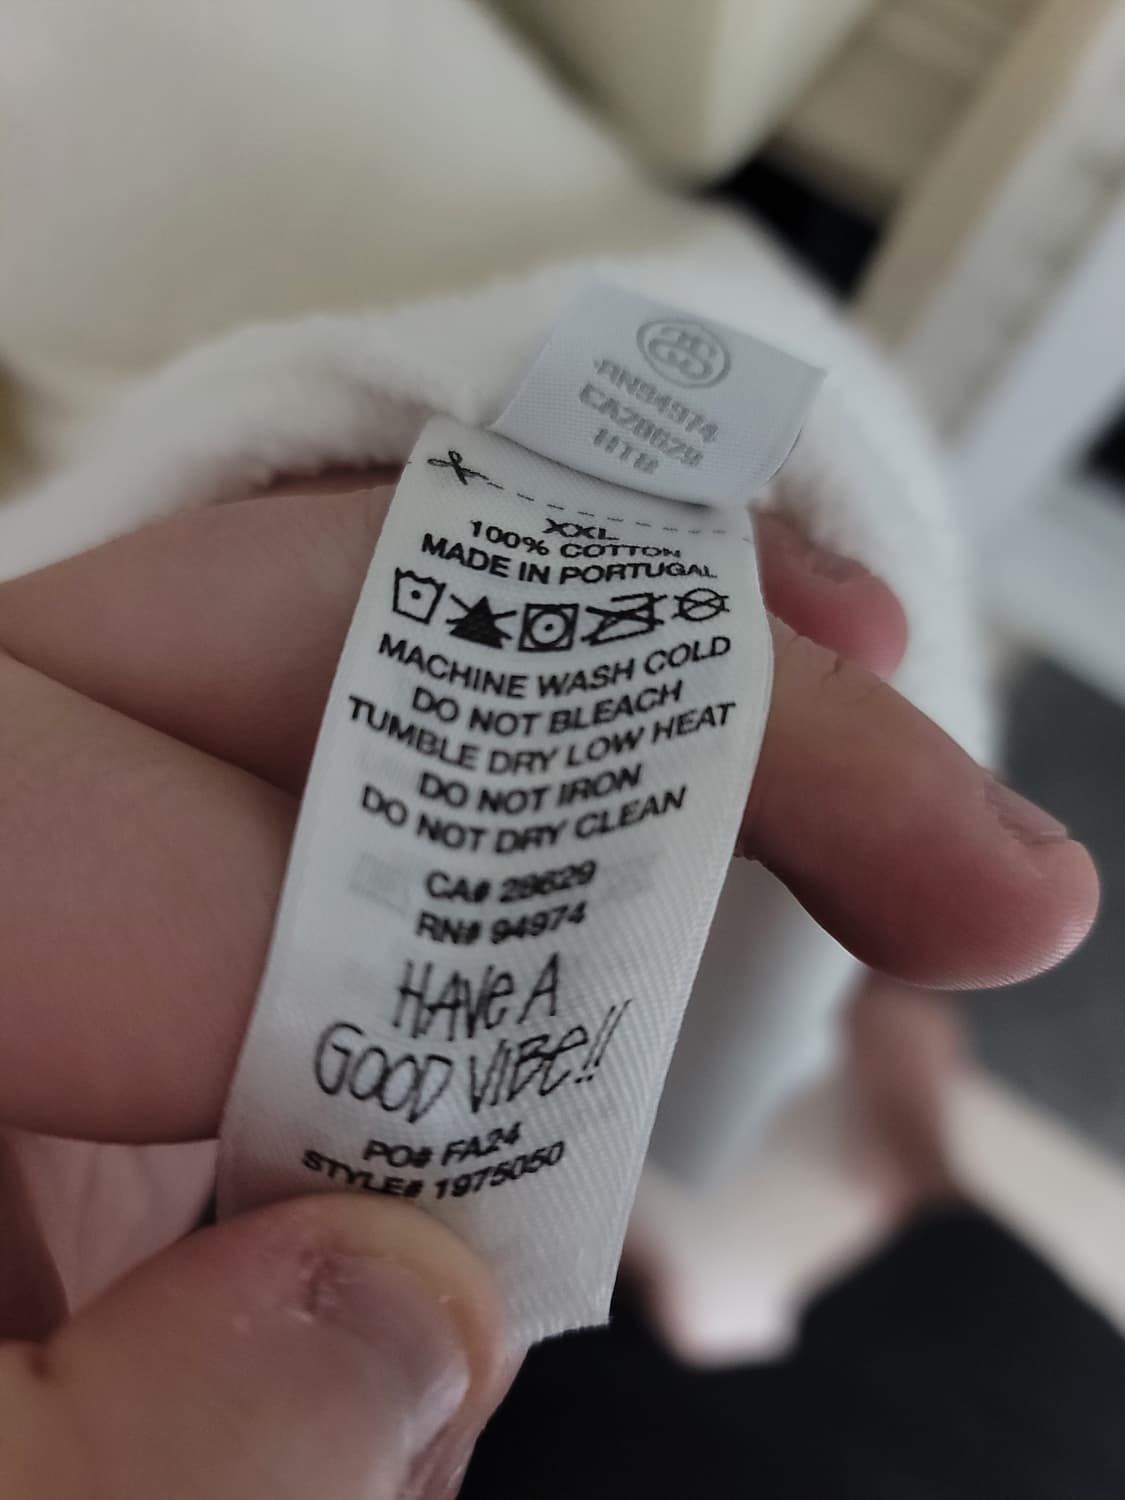 RN94974
CA28629
XXL
100% COTTON
MADE IN PORTUGAL
MACHINE WASH COLD
DO NOT BLEACH
TUMBLE DRY LOW HEAT
DO NOT IRON
DO NOT DRY CLEAN
CA# 28629
RN# 94974
HAVE A
GOOD VIBE!!
PO# FA24
STYLE# 1975050